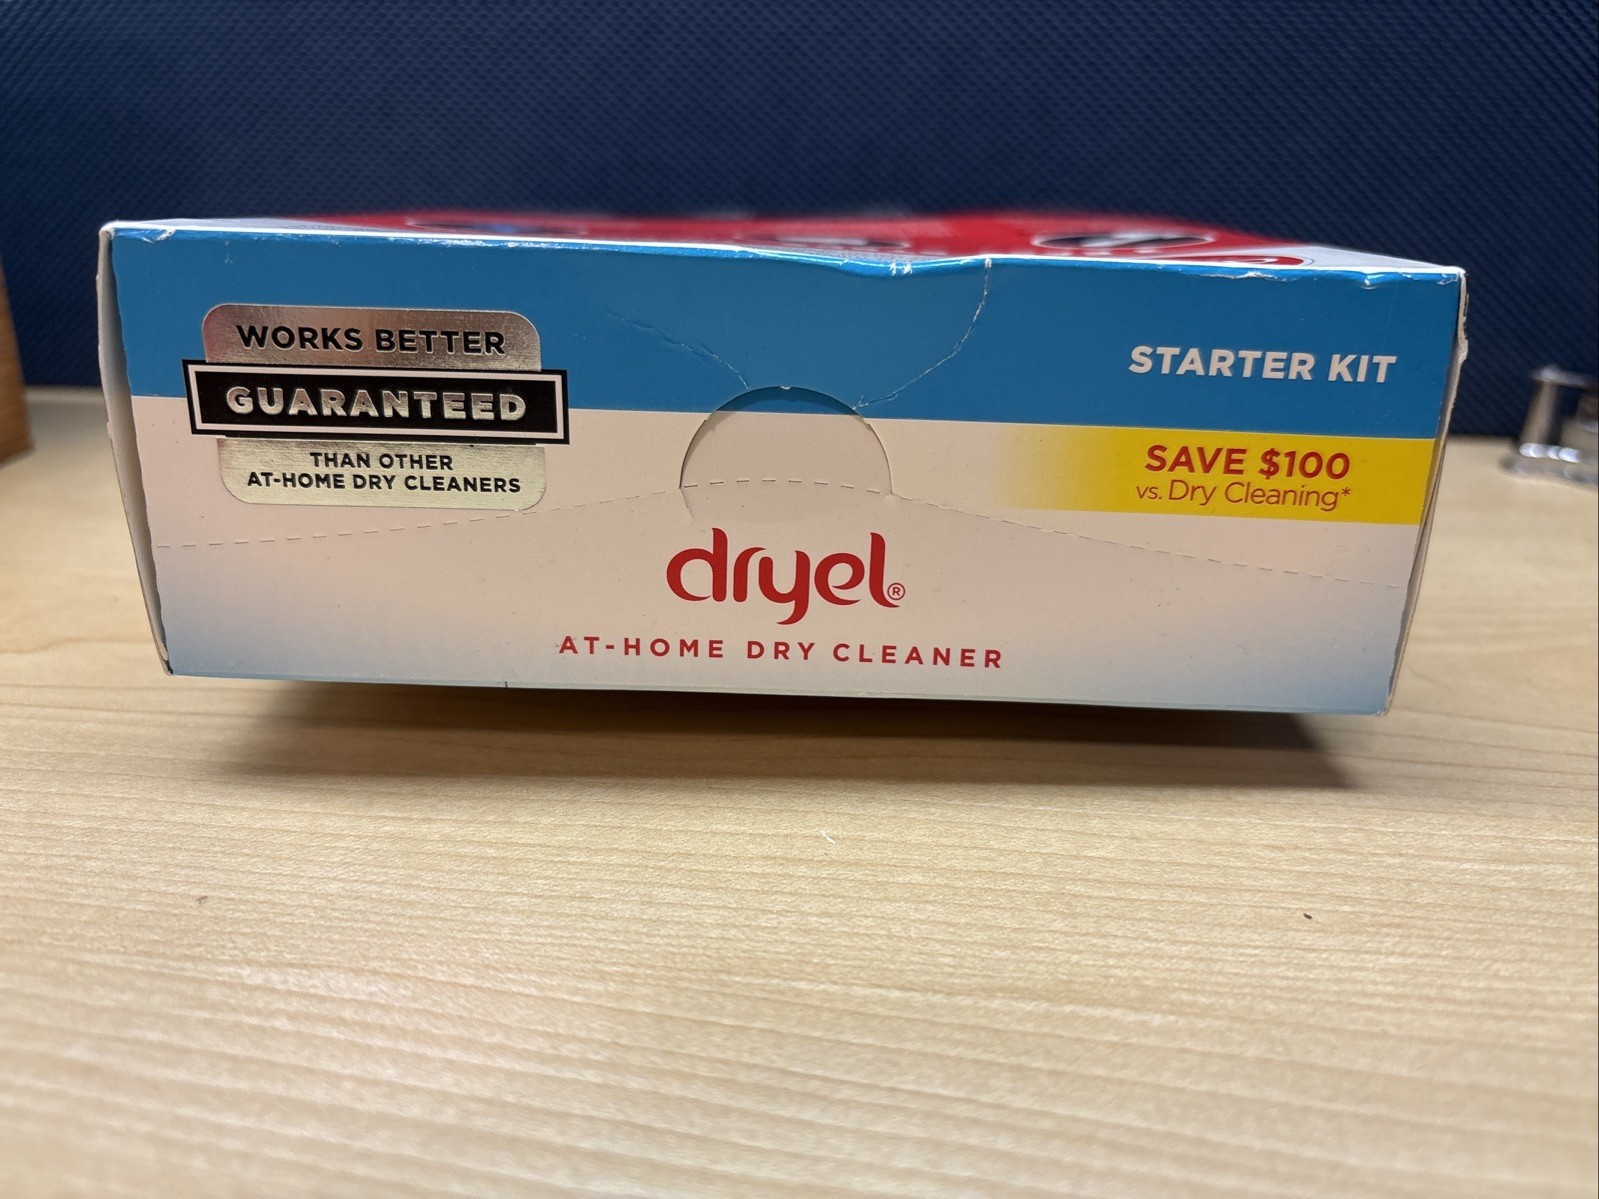 WORKS BETTER
GUARANTEED
THAN OTHER
AT-HOME DRY CLEANERS
STARTER KIT
SAVE $100
vs. Dry Cleaning*
dryel®
AT-HOME DRY CLEANER